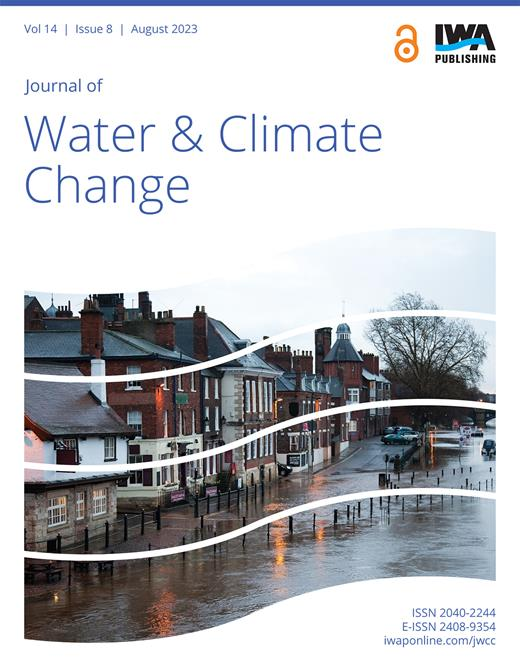 Vol 14 | Issue 8 | August 2023
IWA
PUBLISHING
Journal of
Water & Climate
Change
ISSN 2040-2244
E-ISSN 2408-9354
iwaponline.com/jwcc